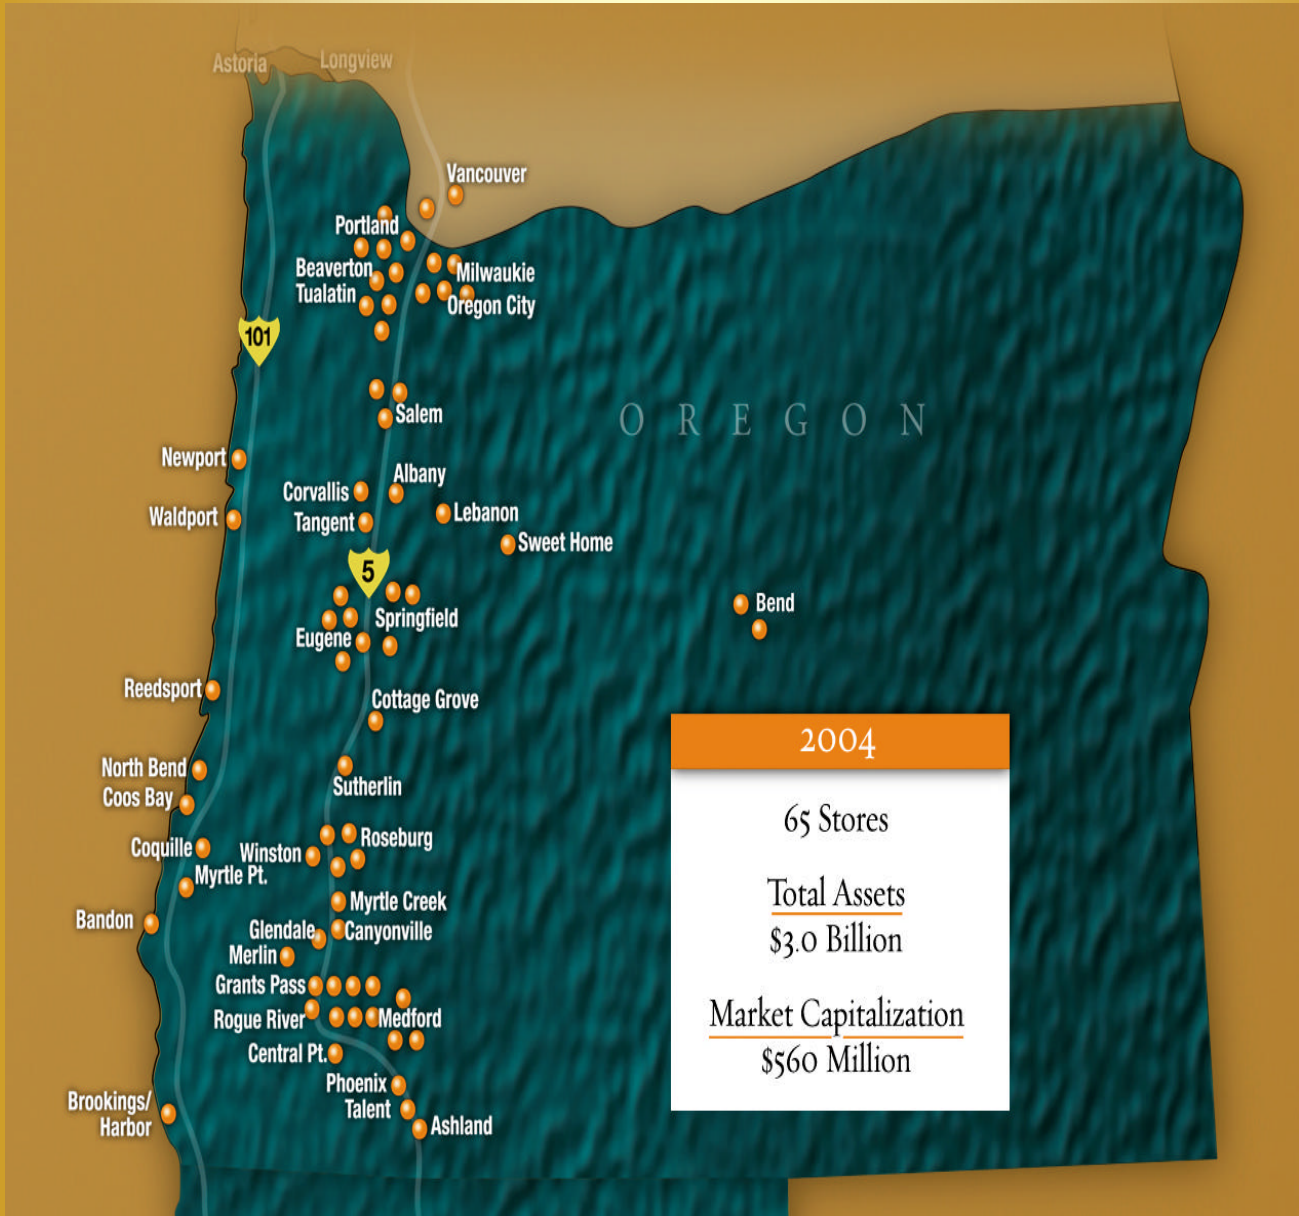 Astoria
Longview
Vancouver
Portland
Beaverton
Milwaukie
Tualatin
Oregon City
101
Salem
OREGON
Newport
Albany
Corvallis
Lebanon
Waldport
Tangent
Sweet Home
5
Bend
Springfield
Eugene
Reedsport
Cottage Grove
North Bend
Sutherlin
Coos Bay
Roseburg
Coquille
Winston
Myrtle Pt.
Myrtle Creek
Bandon
Glendale
Canyonville
Merlin
Grants Pass
Rogue River
Medford
Central Pt.
Phoenix
Brookings/
Harbor
Talent
Ashland
2004
65 Stores
Total Assets
$3.0 Billion
Market Capitalization
$560 Million